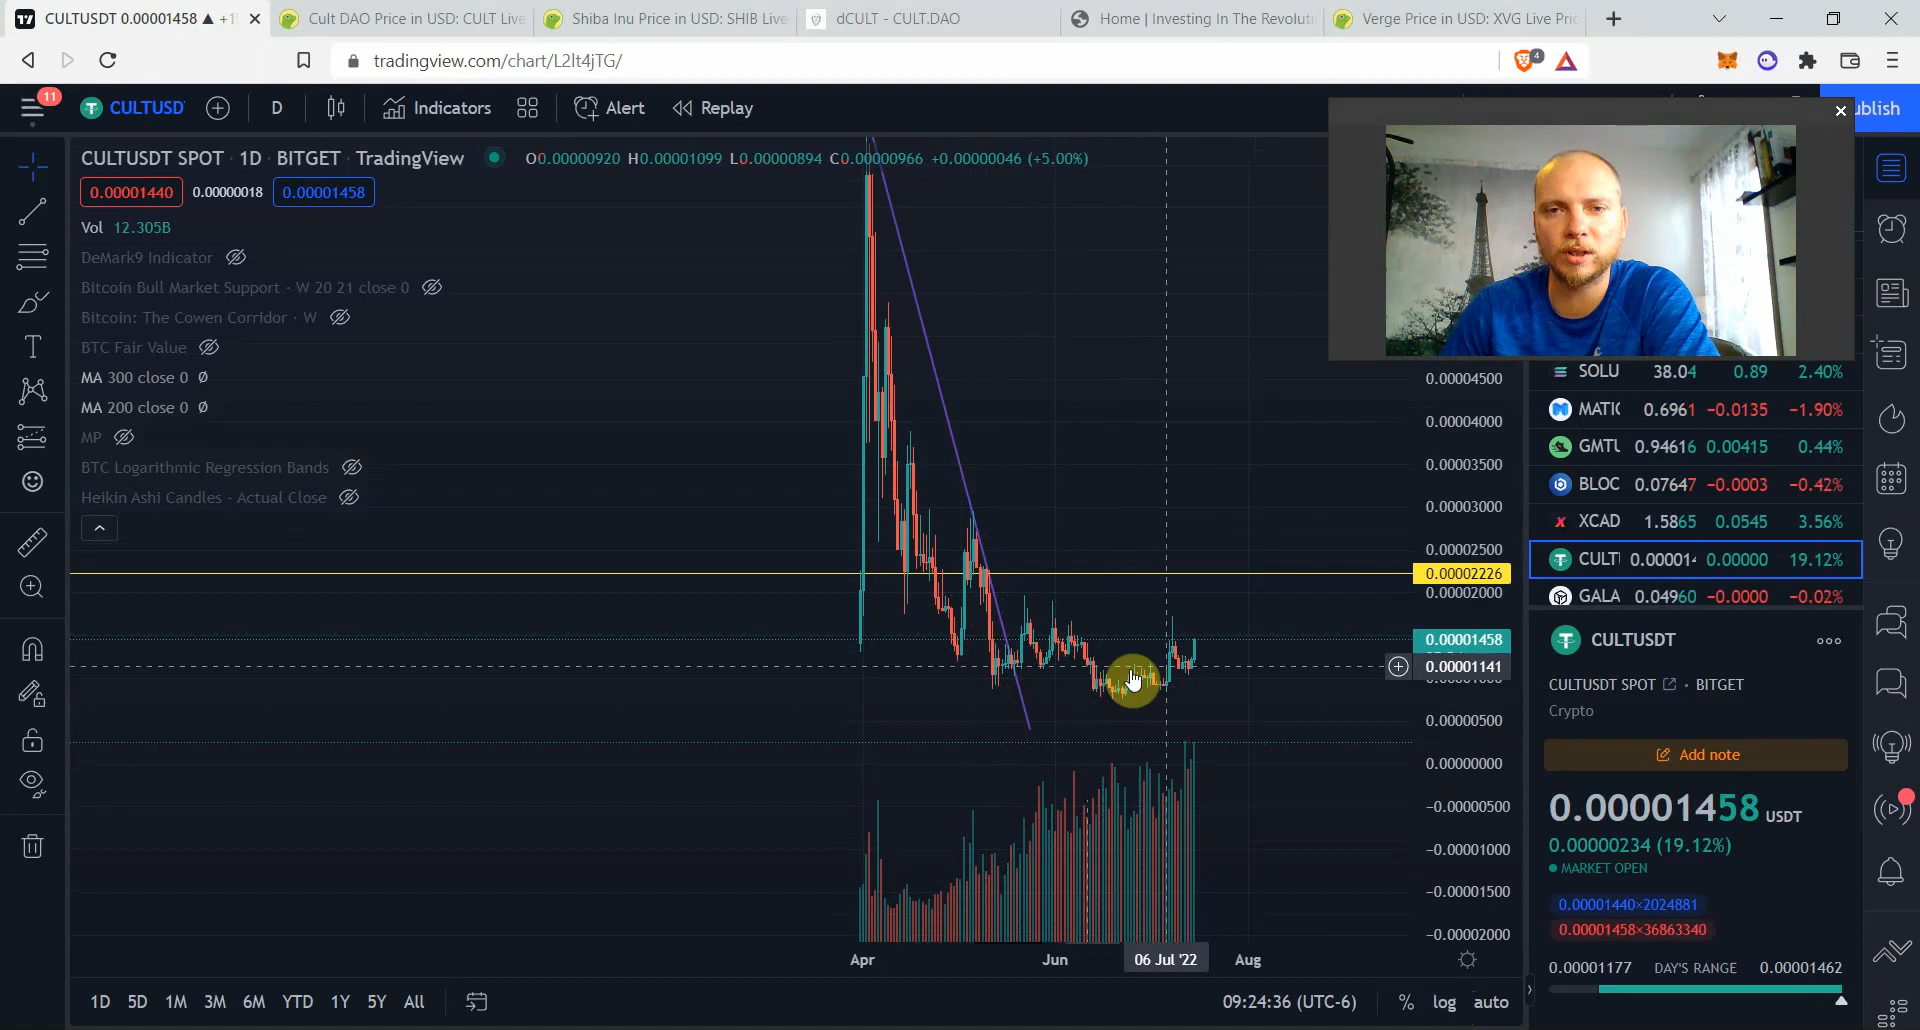 CULTUSDT 0.00001458 ▲ +1
Cult DAO Price in USD: CULT Live
Shiba Inu Price in USD: SHIB Live
dCULT - CULT.DAO
Home | Investing In The Revoluti
Verge Price in USD: XVG Live Pric
tradingview.com/chart/L2lt4jTG/
4
11
CULTUSD
D
Indicators
Alert
Replay
ublish
CULTUSDT SPOT · 1D · BITGET · TradingView
O0.00000920 H0.00001099 L0.00000894 C0.00000966 +0.00000046 (+5.00%)
0.00001440
0.00000018
0.00001458
Vol 12.305B
DeMark9 Indicator
Bitcoin Bull Market Support · W 20 21 close 0
Bitcoin: The Cowen Corridor · W
BTC Fair Value
MA 300 close 0
MA 200 close 0
MP
BTC Logarithmic Regression Bands
Heikin Ashi Candles - Actual Close
0.00004500
0.00004000
0.00003500
0.00003000
0.00002500
0.00002226
0.00002000
0.00001458
0.00001141
0.00000500
0.00000000
−0.00000500
−0.00001000
−0.00001500
−0.00002000
Apr
Jun
06 Jul '22
Aug
1D 5D 1M 3M 6M YTD 1Y 5Y All
09:24:36 (UTC-6)
% log auto
SOLU 38.04 0.89 2.40%
MATIC 0.6961 −0.0135 −1.90%
GMTU 0.94616 0.00415 0.44%
BLOC 0.07647 −0.0003 −0.42%
XCAD 1.5865 0.0545 3.56%
CULT 0.00001 0.00000 19.12%
GALA 0.04960 −0.0000 −0.02%
CULTUSDT
CULTUSDT SPOT · BITGET
Crypto
Add note
0.00001458 USDT
0.00000234 (19.12%)
MARKET OPEN
0.00001440×2024881
0.00001458×36863340
0.00001177 DAY'S RANGE 0.00001462